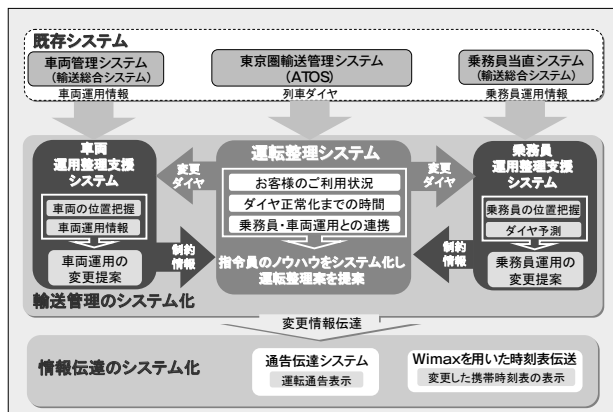 既存システム
車両管理システム
(輸送総合システム)
車両運用情報
東京圏輸送管理システム
(ATOS)
列車ダイヤ
乗務員当直システム
(輸送総合システム)
乗務員運用情報
車両
運用整理支援
システム
車両の位置把握
車両運用情報
車両運用の
変更提案
変更
ダイヤ
制約
情報
運転整理システム
お客様のご利用状況
ダイヤ正常化までの時間
乗務員・車両運用との連携
指令員のノウハウをシステム化し
運転整理案を提案
変更
ダイヤ
制約
情報
乗務員
運用整理支援
システム
乗務員の位置把握
ダイヤ予測
乗務員運用の
変更提案
輸送管理のシステム化
変更情報伝達
情報伝達のシステム化
通告伝達システム
運転通告表示
Wimaxを用いた時刻表伝送
変更した携帯時刻表の表示